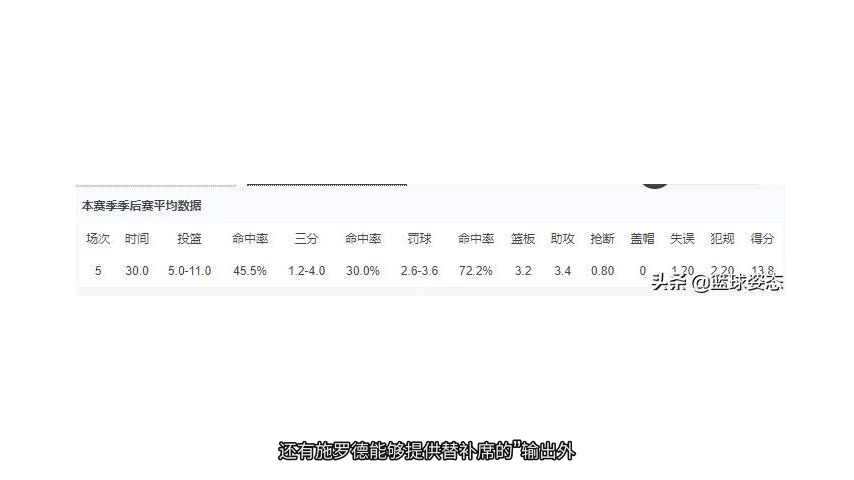 本赛季季后赛平均数据
场次 时间 投篮 命中率 三分 命中率 罚球 命中率 篮板 助攻 抢断 盖帽 失误 犯规 得分
5 30.0 5.0-11.0 45.5% 1.2-4.0 30.0% 2.6-3.6 72.2% 3.2 3.4 0.80 0 1.20 2.20 13.8
头条 @篮球姿态
还有施罗德能够提供替补席的"输出外